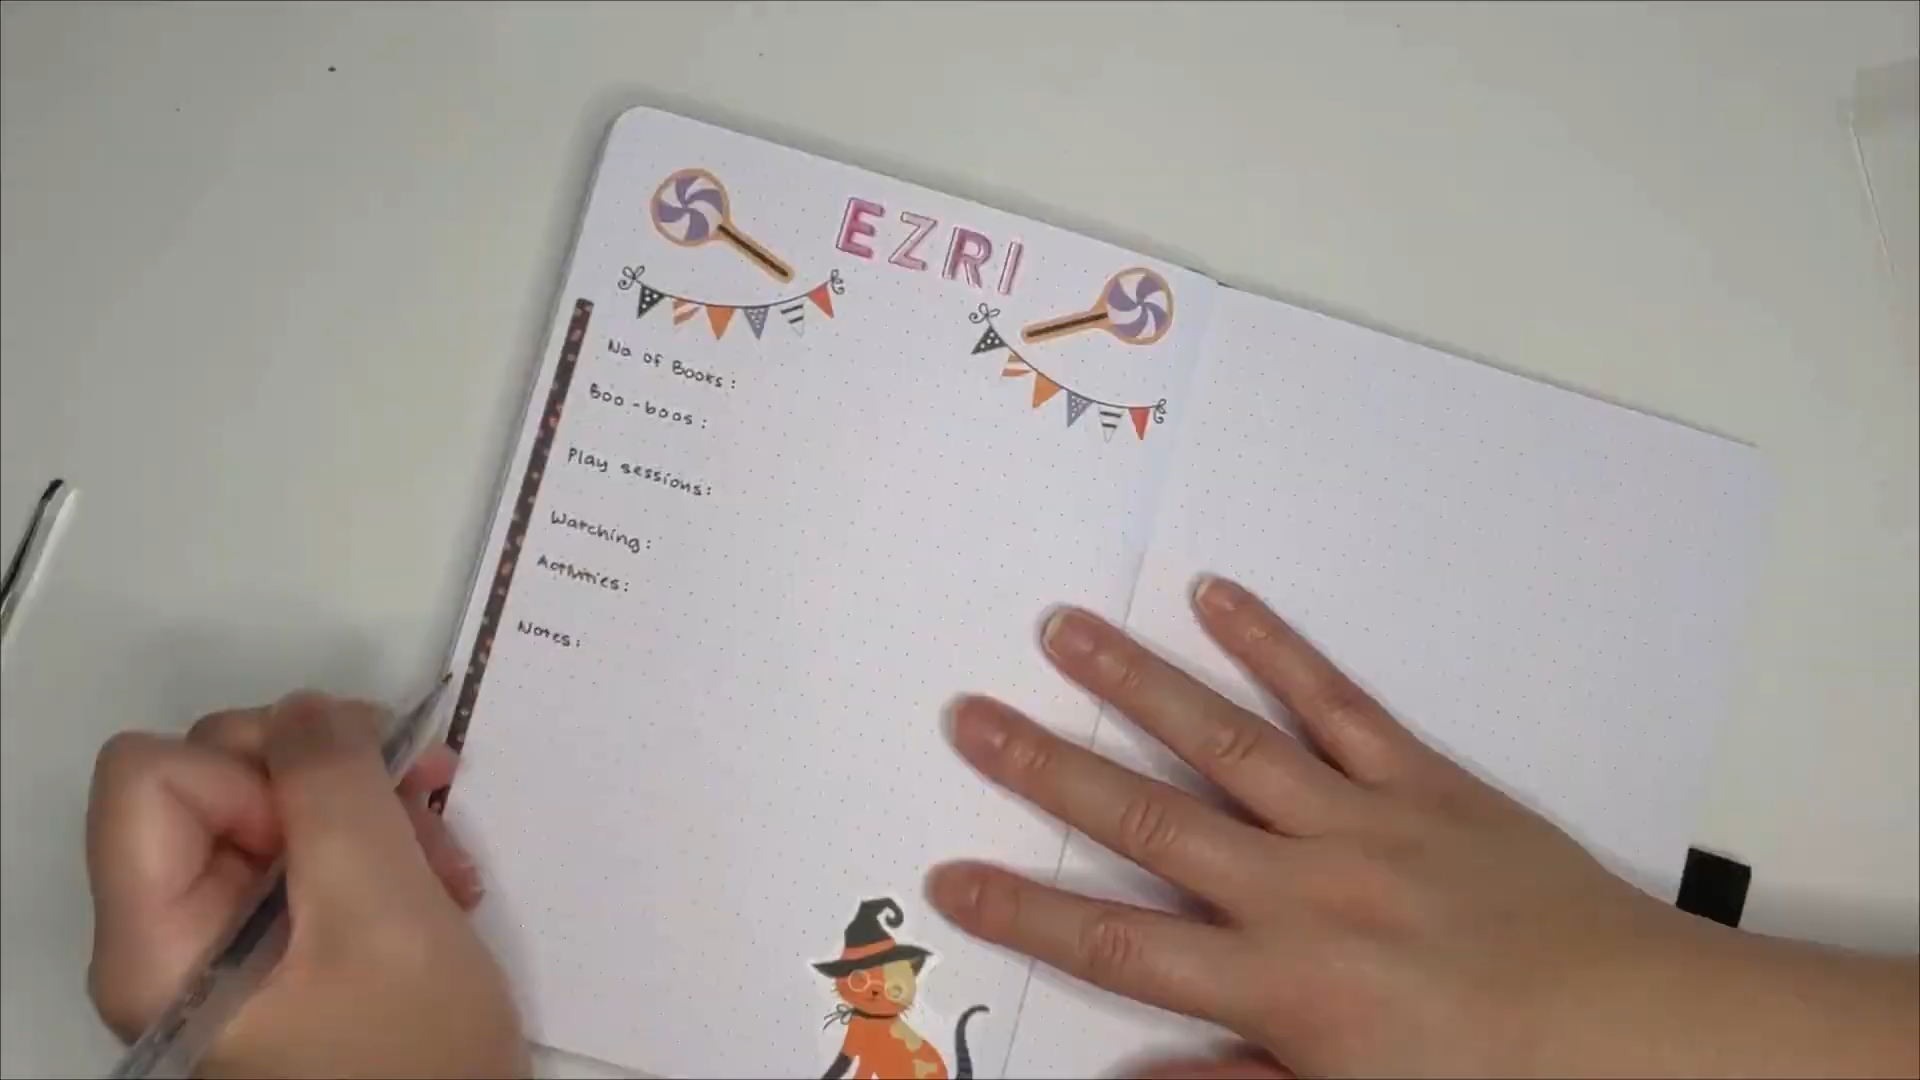 EZRI
No of Books:
Boo-boos:
Play sessions:
Watching:
Activities:
Notes: